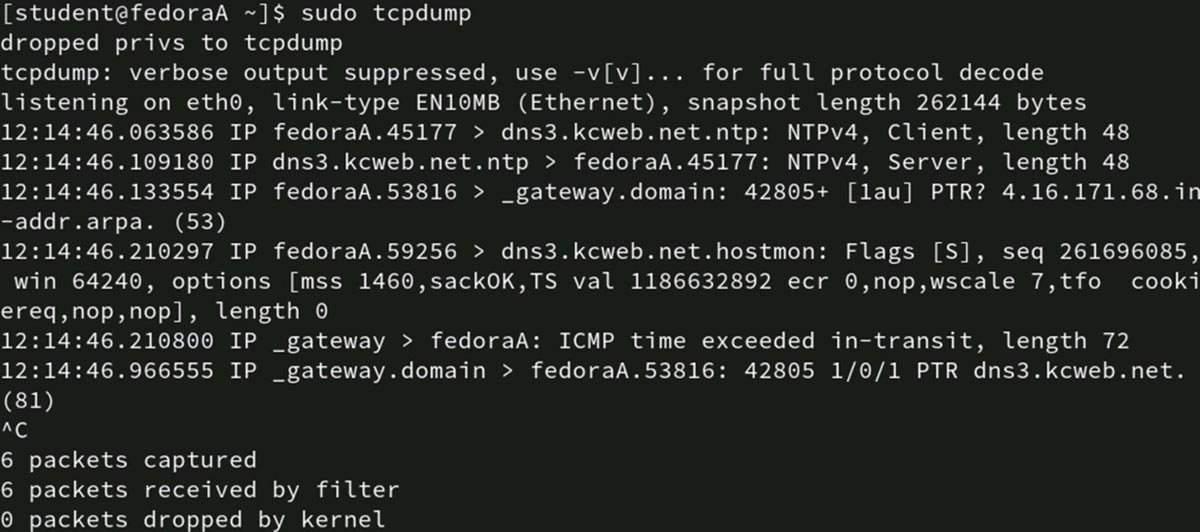 [student@fedoraA ~]$ sudo tcpdump
dropped privs to tcpdump
tcpdump: verbose output suppressed, use -v[v]... for full protocol decode
listening on eth0, link-type EN10MB (Ethernet), snapshot length 262144 bytes
12:14:46.063586 IP fedoraA.45177 > dns3.kcweb.net.ntp: NTPv4, Client, length 48
12:14:46.109180 IP dns3.kcweb.net.ntp > fedoraA.45177: NTPv4, Server, length 48
12:14:46.133554 IP fedoraA.53816 > _gateway.domain: 42805+ [1au] PTR? 4.16.171.68.in
-addr.arpa. (53)
12:14:46.210297 IP fedoraA.59256 > dns3.kcweb.net.hostmon: Flags [S], seq 261696085,
 win 64240, options [mss 1460,sackOK,TS val 1186632892 ecr 0,nop,wscale 7,tfo  cooki
ereq,nop,nop], length 0
12:14:46.210800 IP _gateway > fedoraA: ICMP time exceeded in-transit, length 72
12:14:46.966555 IP _gateway.domain > fedoraA.53816: 42805 1/0/1 PTR dns3.kcweb.net.
(81)
^C
6 packets captured
6 packets received by filter
0 packets dropped by kernel